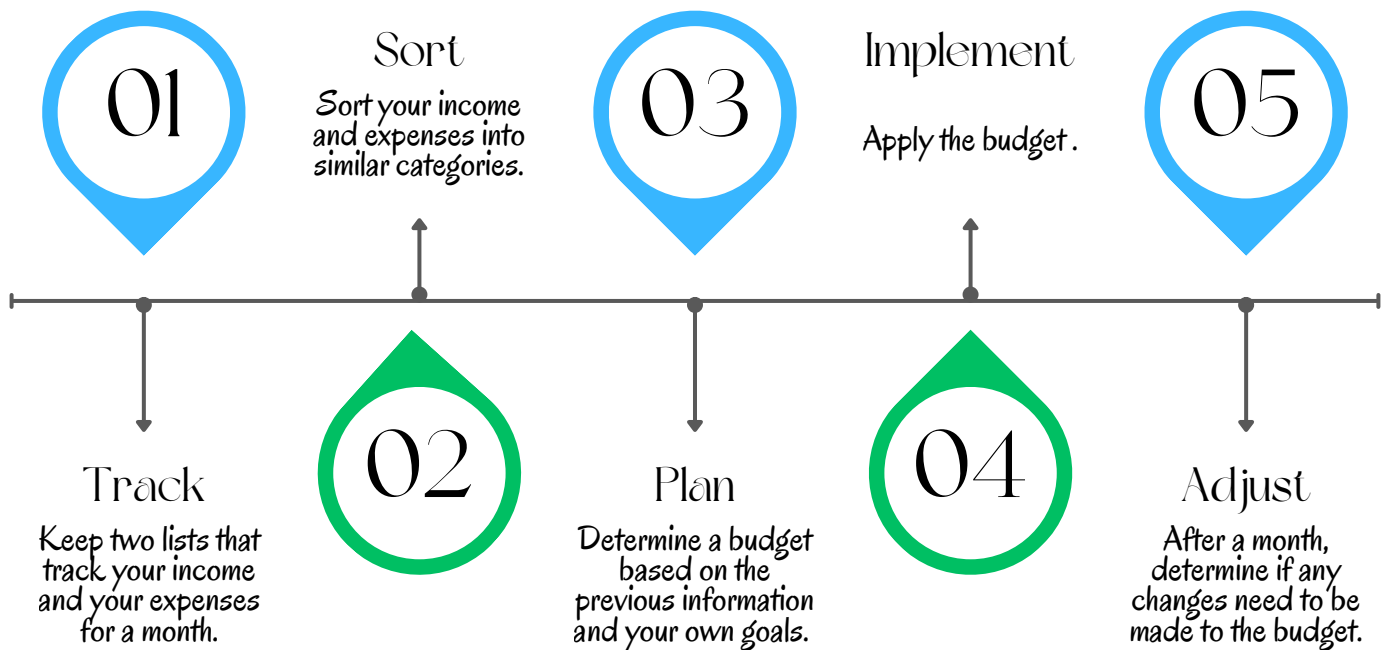 01
Track
Keep two lists that
track your income
and your expenses
for a month.
Sort
Sort your income
and expenses into
similar categories.
02
03
Plan
Determine a budget
based on the
previous information
and your own goals.
Implement
Apply the budget .
04
05
Adjust
After a month,
determine if any
changes need to be
made to the budget.